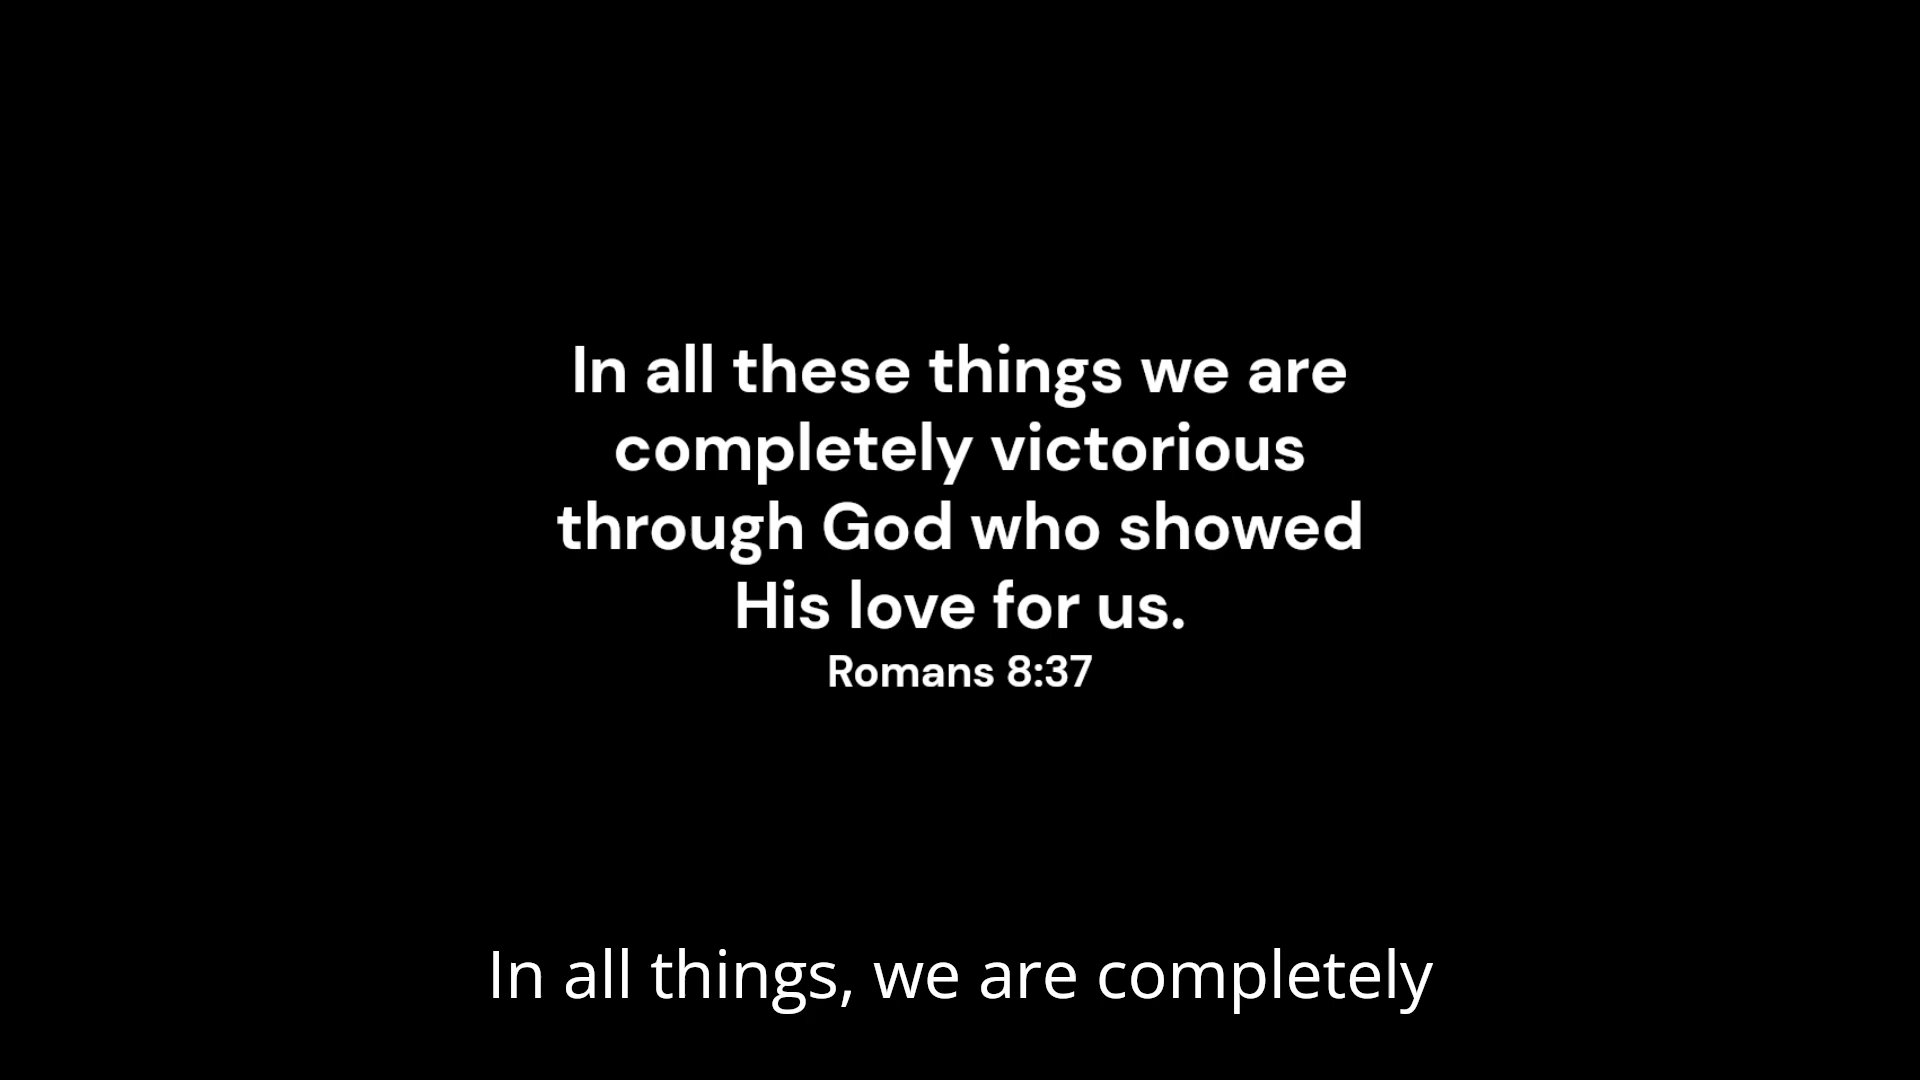 In all these things we are
completely victorious
through God who showed
His love for us.
Romans 8:37
In all things, we are completely